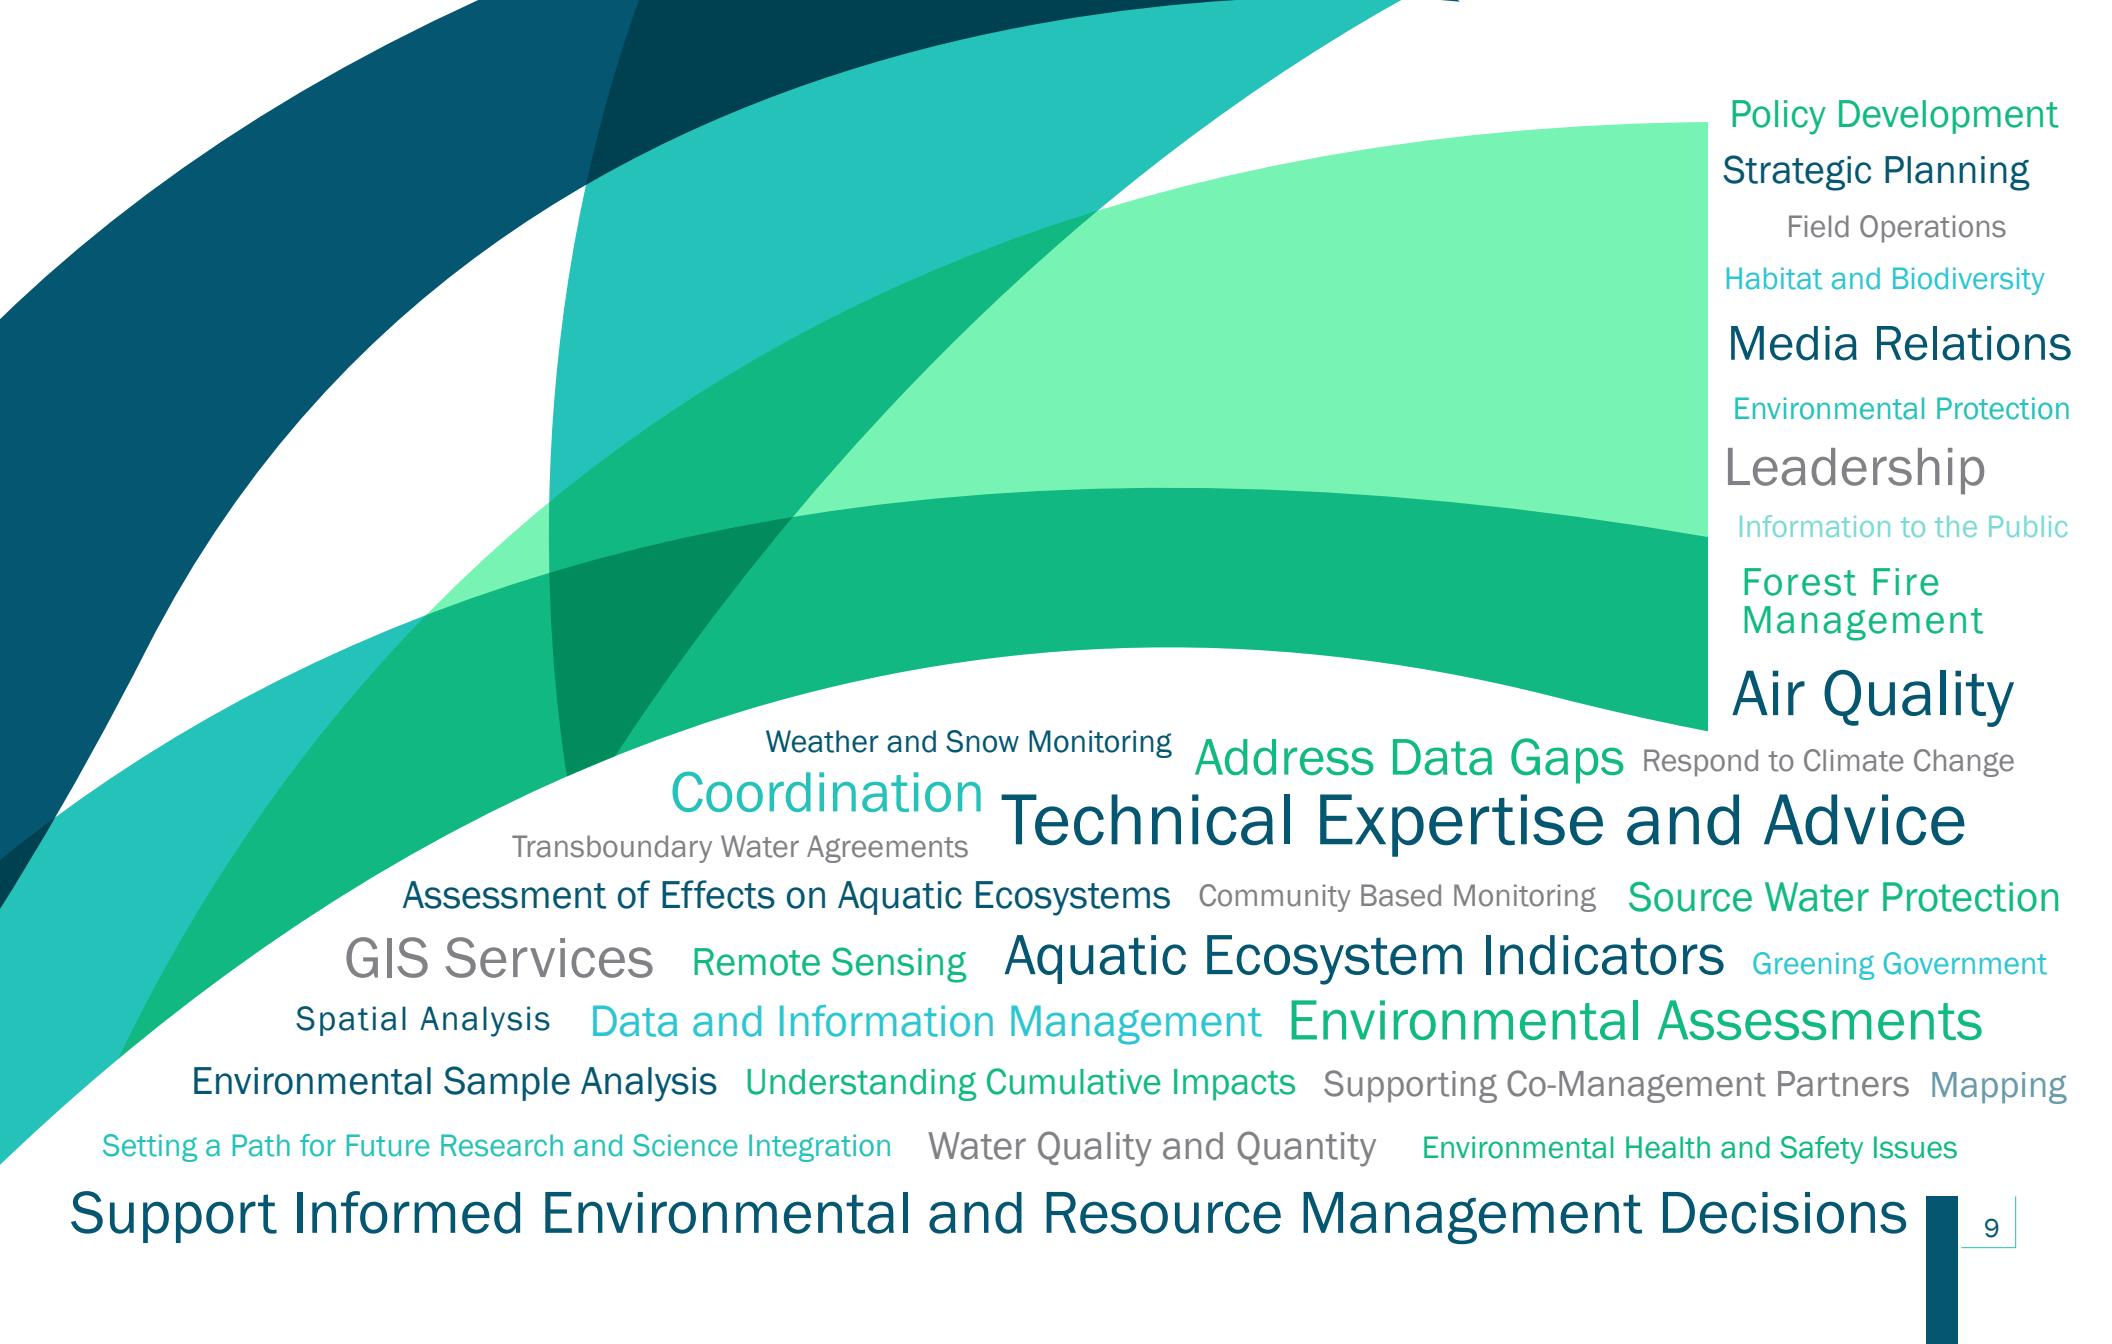 Policy Development
Strategic Planning
Field Operations
Habitat and Biodiversity
Media Relations
Environmental Protection
Leadership
Information to the Public
Forest Fire
Management
Air Quality
Weather and Snow Monitoring
Address Data Gaps
Respond to Climate Change
Coordination
Technical Expertise and Advice
Transboundary Water Agreements
Assessment of Effects on Aquatic Ecosystems
Community Based Monitoring
Source Water Protection
GIS Services
Remote Sensing
Aquatic Ecosystem Indicators
Greening Government
Spatial Analysis
Data and Information Management
Environmental Assessments
Environmental Sample Analysis
Understanding Cumulative Impacts
Supporting Co-Management Partners
Mapping
Setting a Path for Future Research and Science Integration
Water Quality and Quantity
Environmental Health and Safety Issues
Support Informed Environmental and Resource Management Decisions
9